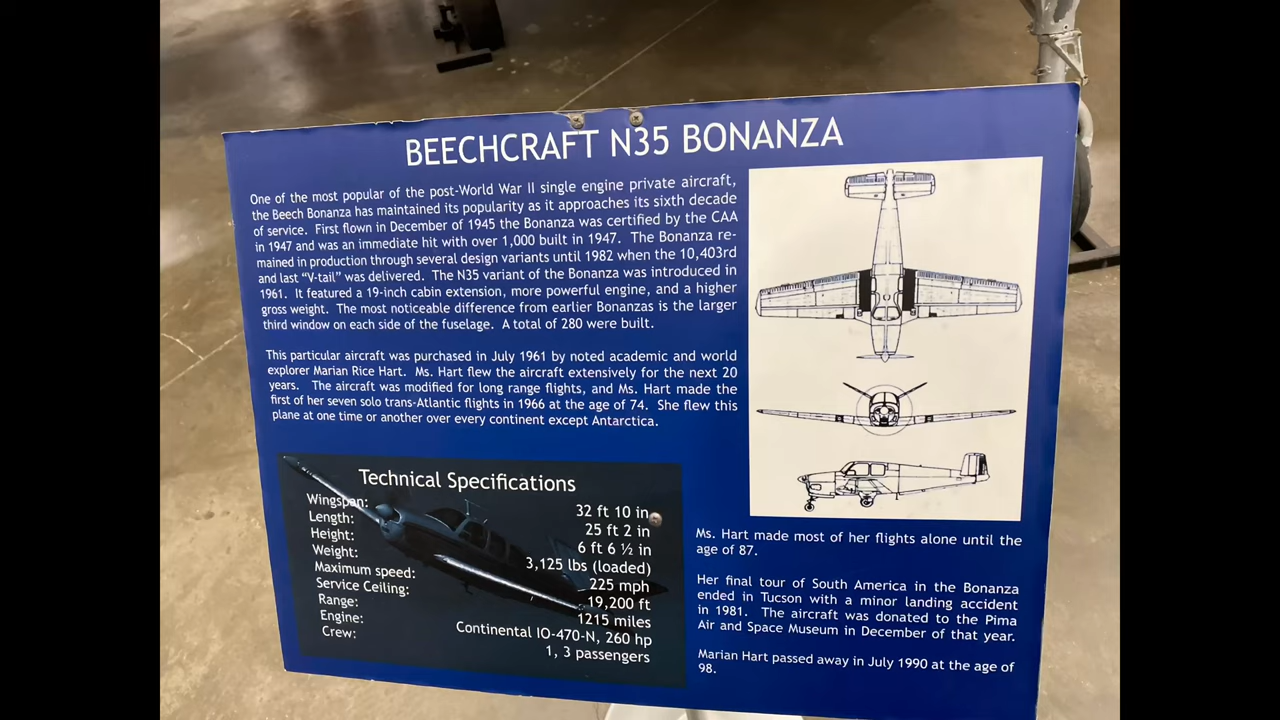 BEECHCRAFT N35 BONANZA
One of the most popular of the post-World War II single engine private aircraft,
the Beech Bonanza has maintained its popularity as it approaches its sixth decade
of service. First flown in December of 1945 the Bonanza was certified by the CAA
in 1947 and was an immediate hit with over 1,000 built in 1947. The Bonanza re-
mained in production through several design variants until 1982 when the 10,403rd
and last “V-tail” was delivered. The N35 variant of the Bonanza was introduced in
1961. It featured a 19-inch cabin extension, more powerful engine, and a higher
gross weight. The most noticeable difference from earlier Bonanzas is the larger
third window on each side of the fuselage. A total of 280 were built.
This particular aircraft was purchased in July 1961 by noted academic and world
explorer Marian Rice Hart. Ms. Hart flew the aircraft extensively for the next 20
years. The aircraft was modified for long range flights, and Ms. Hart made the
first of her seven solo trans-Atlantic flights in 1966 at the age of 74. She flew this
plane at one time or another over every continent except Antarctica.
Technical Specifications
Wingspan: 32 ft 10 in
Length: 25 ft 2 in
Height: 6 ft 6 ½ in
Weight: 3,125 lbs (loaded)
Maximum speed: 225 mph
Service Ceiling: 19,200 ft
Range: 1215 miles
Engine: Continental IO-470-N, 260 hp
Crew: 1, 3 passengers
Ms. Hart made most of her flights alone until the
age of 87.
Her final tour of South America in the Bonanza
ended in Tucson with a minor landing accident
in 1981. The aircraft was donated to the Pima
Air and Space Museum in December of that year.
Marian Hart passed away in July 1990 at the age of
98.